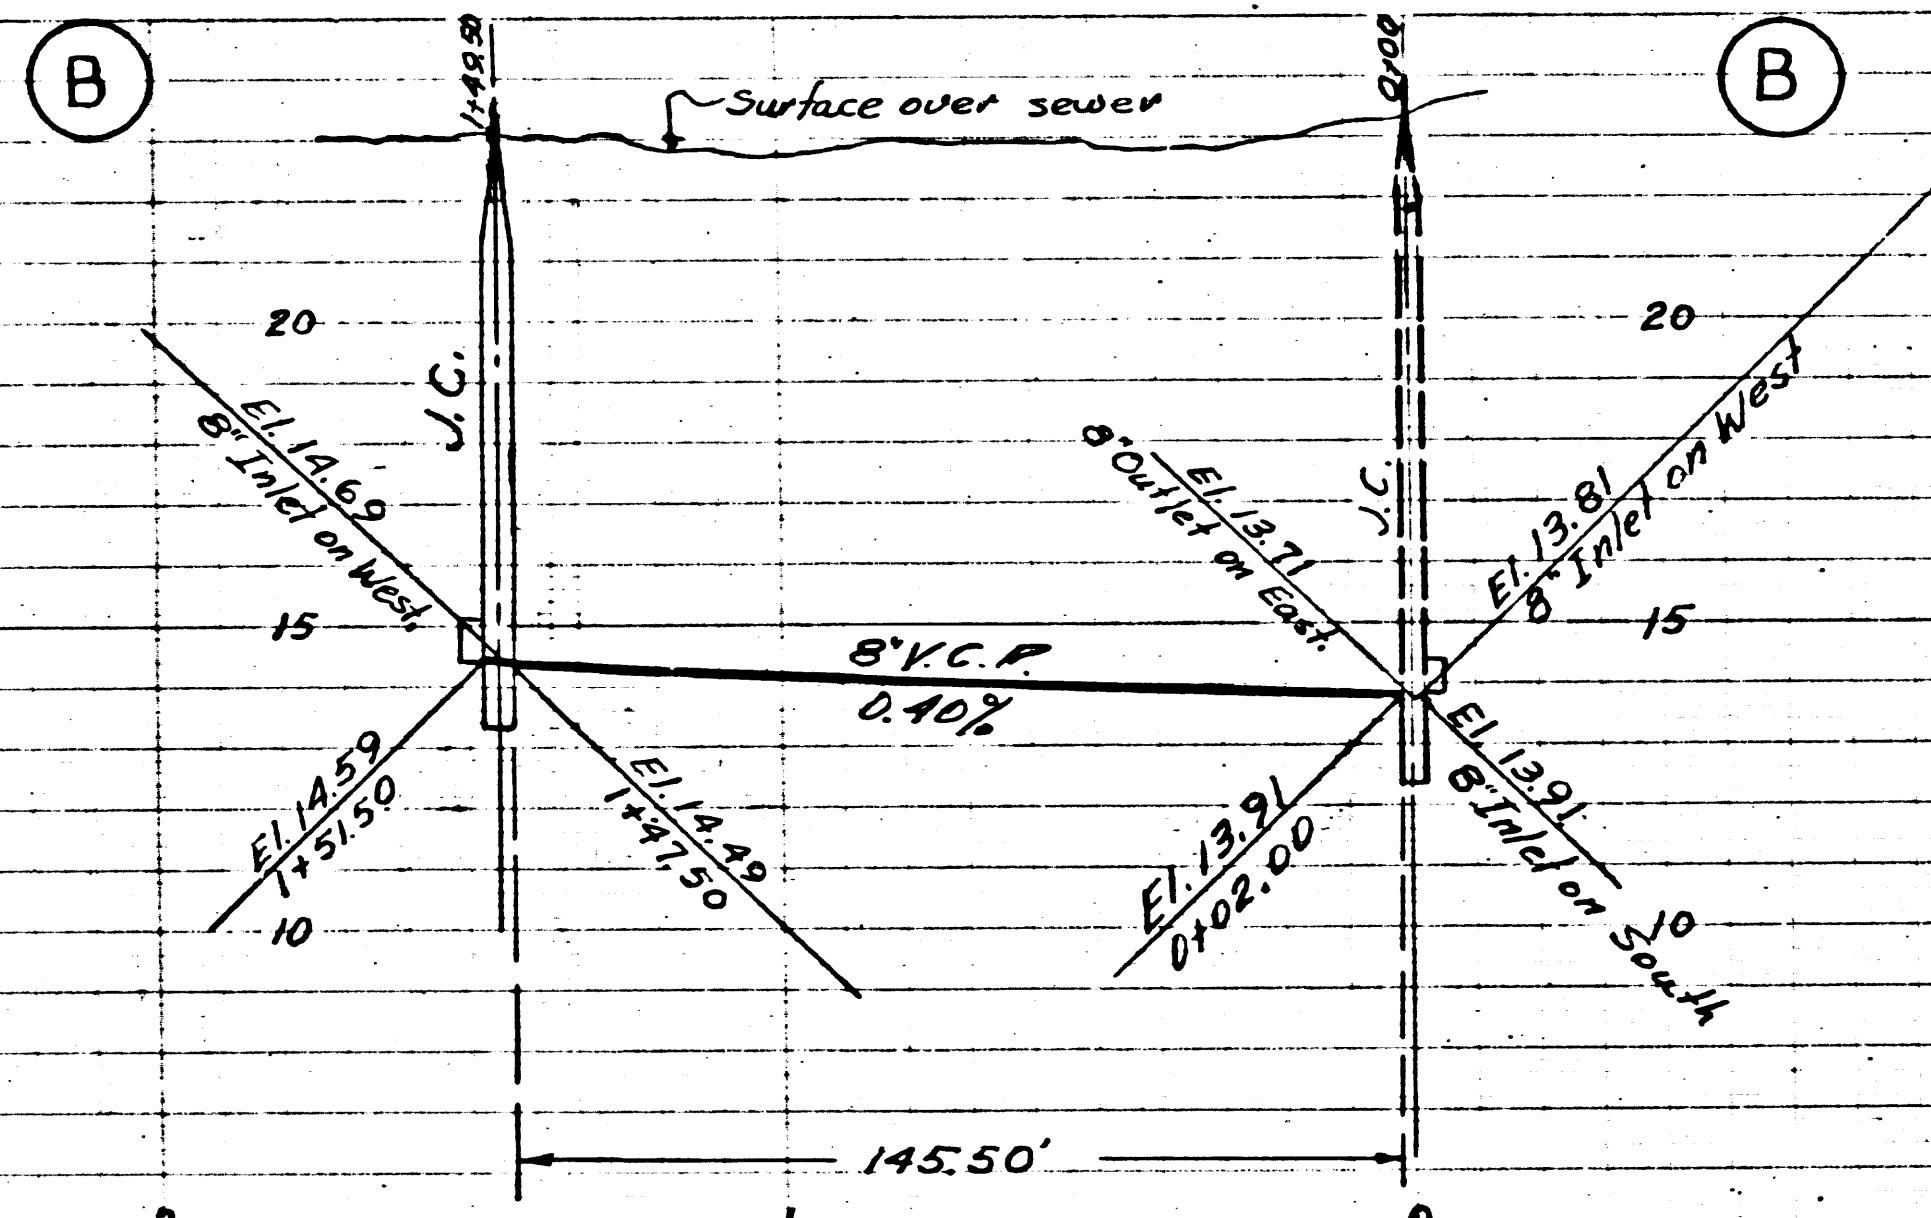 B
1+49.50
0+00
B
Surface over sewer
20
20
J.C.
J.C.
El. 14.69
8" Inlet on West.
El. 13.71
8" Outlet on East.
El. 13.81
8" Inlet on West
15
15
8" V.C.P.
0.40%
El. 14.59
1+51.50
El. 14.49
1+47.50
El. 13.91
0+02.00
El. 13.91
8" Inlet on South
10
10
145.50'
1